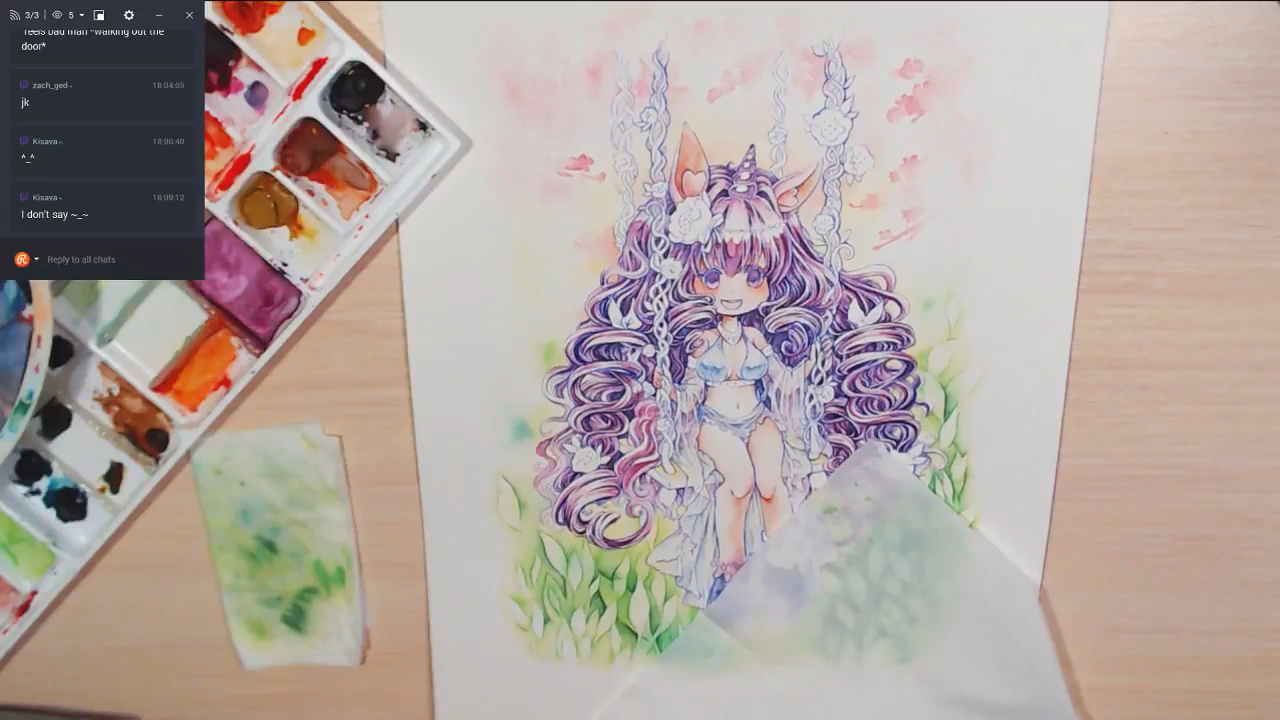 3/3
5
feels bad man *walking out the
door*
zach_ged
18:04:05
jk
Kisava
18:06:40
^_^
Kisava
18:09:12
I don't say ~_~
Reply to all chats